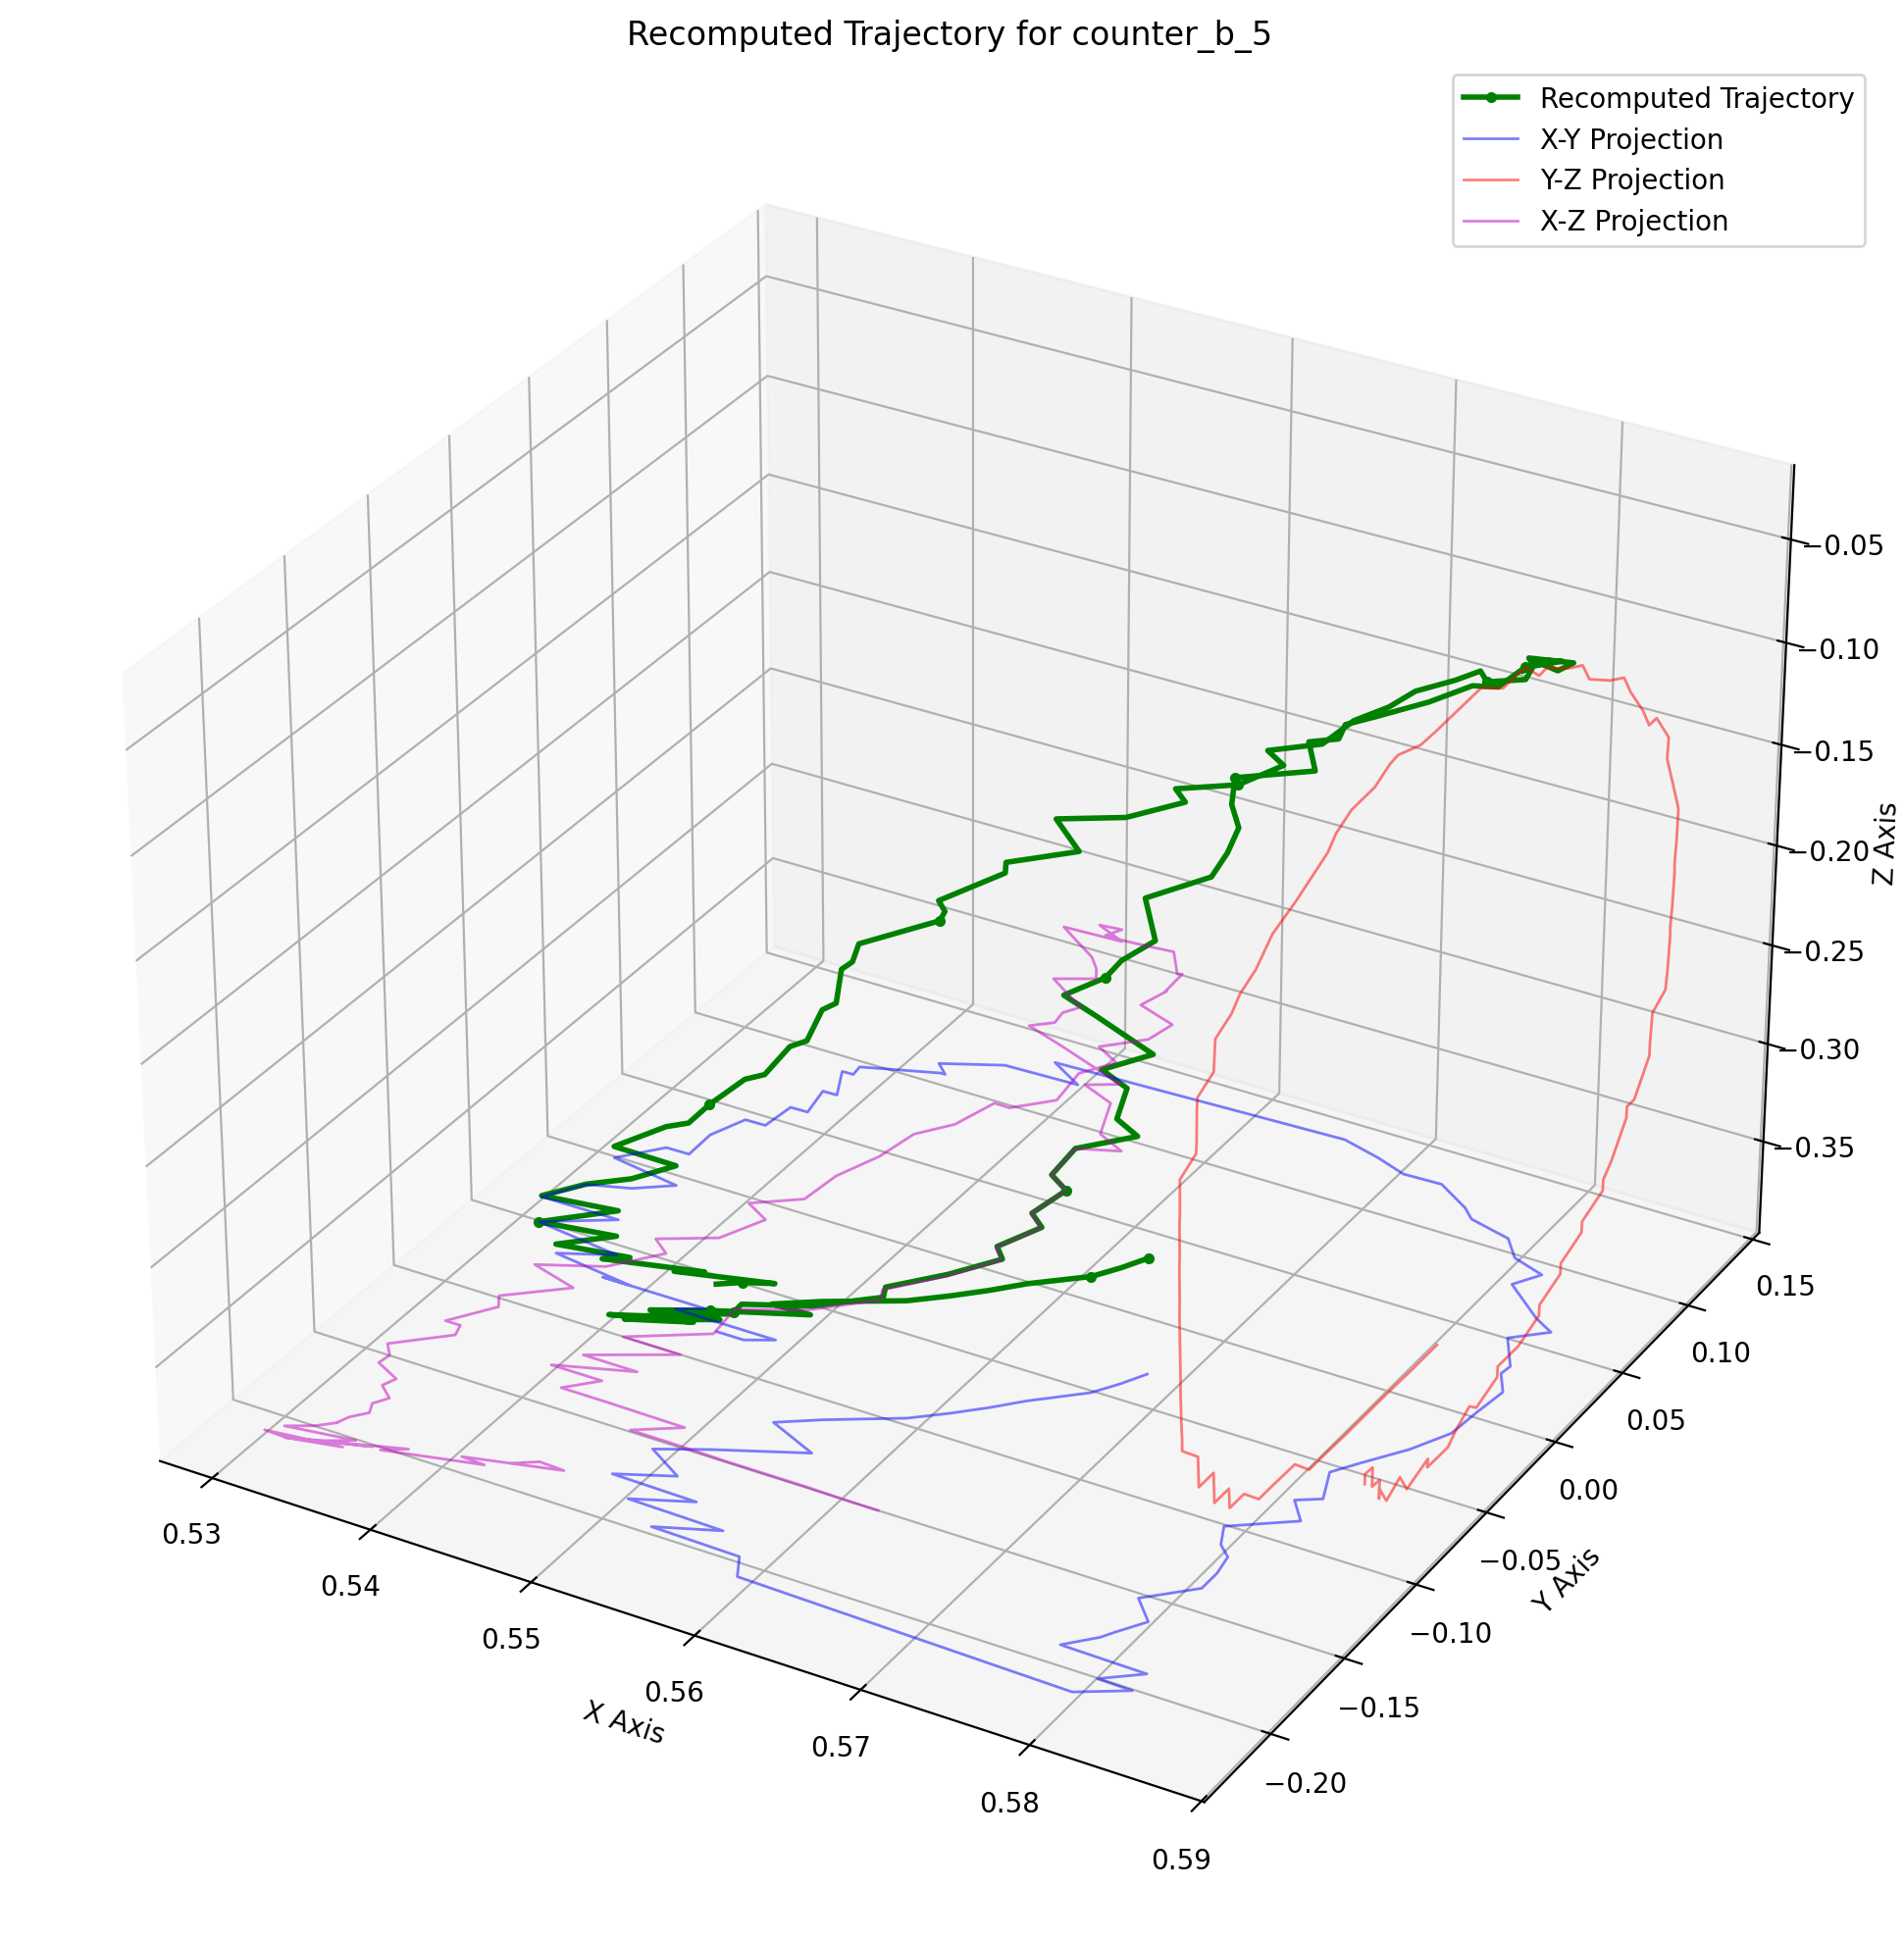 Recomputed Trajectory for counter_b_5
Recomputed Trajectory
X-Y Projection
Y-Z Projection
X-Z Projection
−0.05
−0.10
−0.15
−0.20
−0.25
−0.30
−0.35
Z Axis
0.15
0.10
0.05
0.00
−0.05
−0.10
−0.15
−0.20
Y Axis
0.53
0.54
0.55
0.56
0.57
0.58
0.59
X Axis